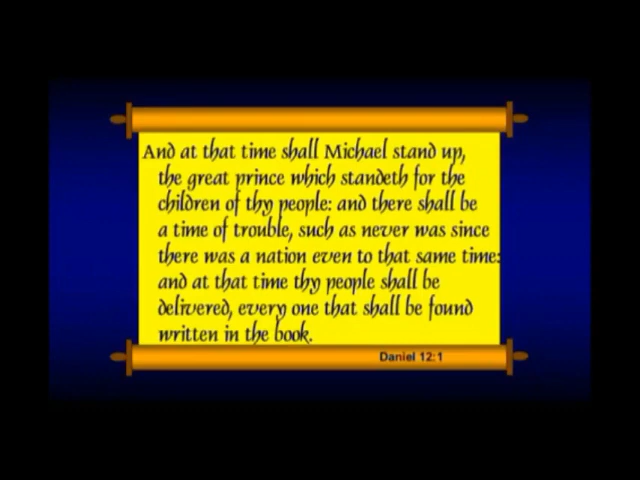 And at that time shall Michael stand up,
the great prince which standeth for the
children of thy people: and there shall be
a time of trouble, such as never was since
there was a nation even to that same time:
and at that time thy people shall be
delivered, every one that shall be found
written in the book.
Daniel 12:1